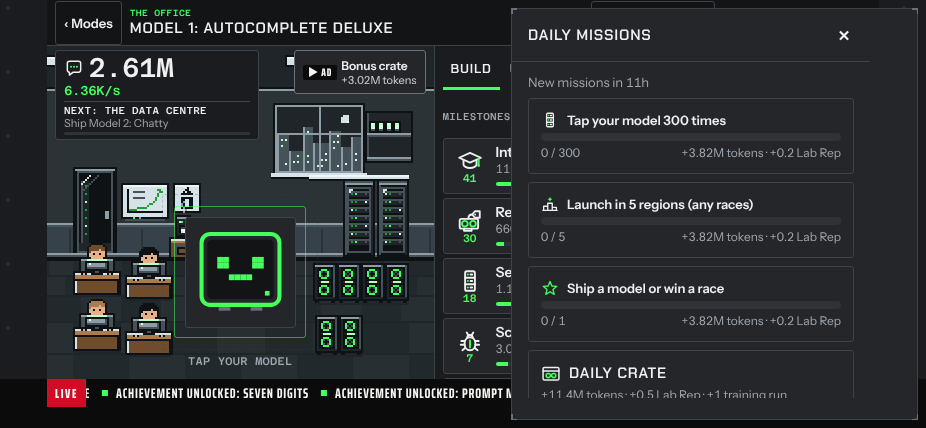 ‹ Modes
THE OFFICE
MODEL 1: AUTOCOMPLETE DELUXE
2.61M
6.36K/s
NEXT: THE DATA CENTRE
Ship Model 2: Chatty
AD
Bonus crate
+3.02M tokens
TAP YOUR MODEL
BUILD
MILESTONES
41
30
18
7
DAILY MISSIONS
New missions in 11h
Tap your model 300 times
0 / 300
+3.82M tokens · +0.2 Lab Rep
Launch in 5 regions (any races)
0 / 5
+3.82M tokens · +0.2 Lab Rep
Ship a model or win a race
0 / 1
+3.82M tokens · +0.2 Lab Rep
DAILY CRATE
+11.4M tokens · +0.5 Lab Rep · +1 training run
LIVE
ACHIEVEMENT UNLOCKED: SEVEN DIGITS
ACHIEVEMENT UNLOCKED: PROMPT